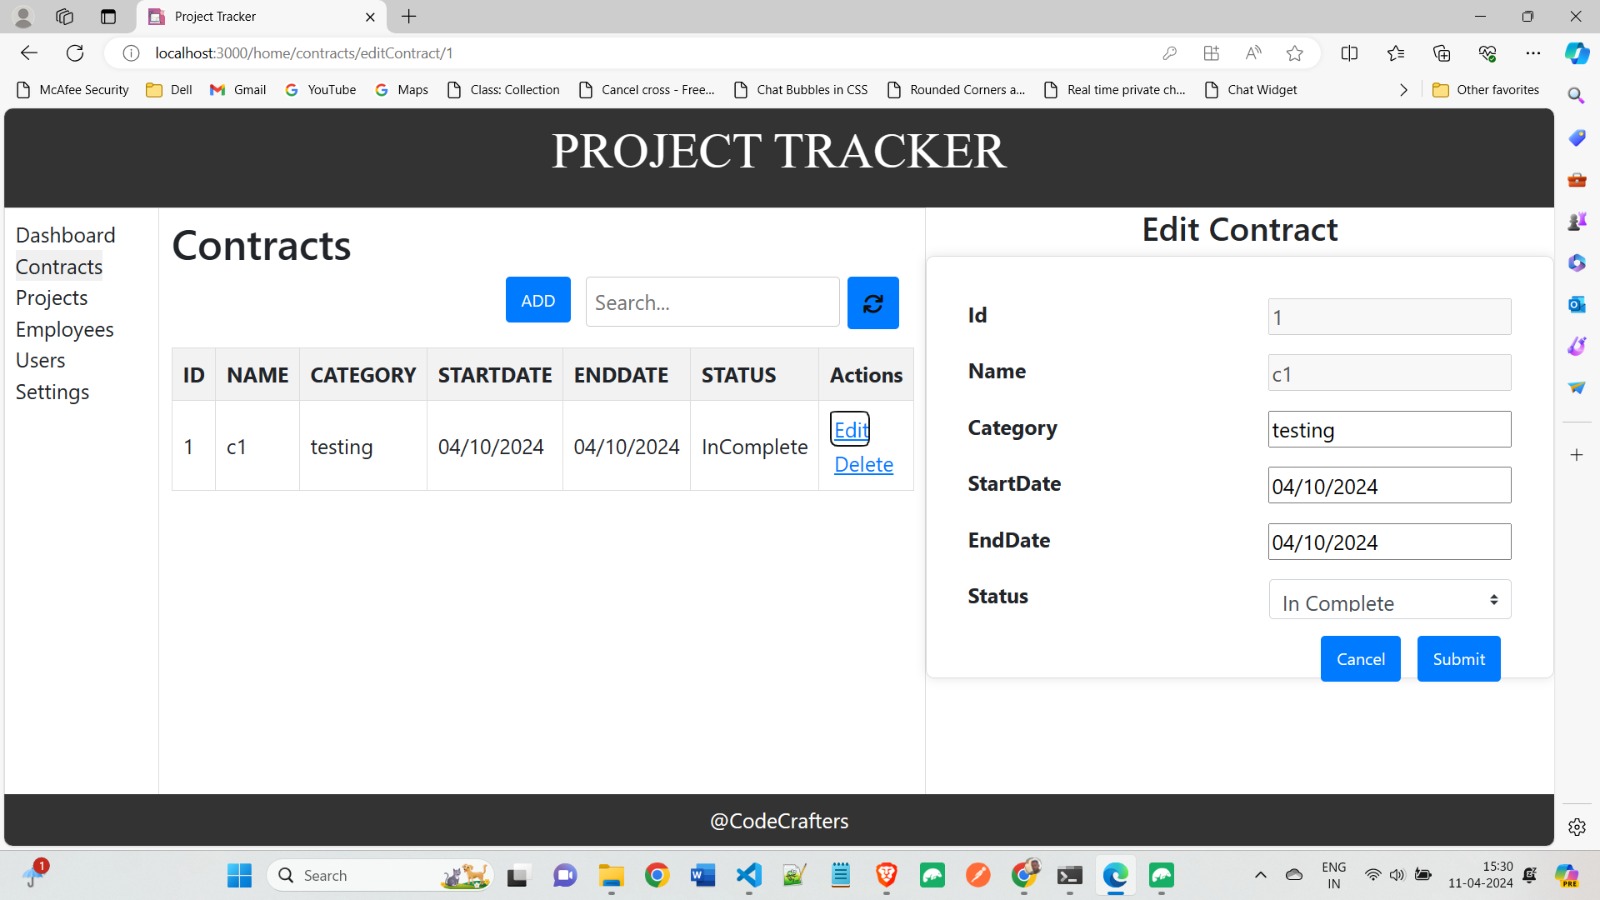 Project Tracker
localhost:3000/home/contracts/editContract/1
McAfee Security Dell Gmail YouTube Maps Class: Collection Cancel cross - Free... Chat Bubbles in CSS Rounded Corners a... Real time private ch... Chat Widget Other favorites
PROJECT TRACKER
Dashboard
Contracts
Projects
Employees
Users
Settings
Contracts
ADD Search...
ID NAME CATEGORY STARTDATE ENDDATE STATUS Actions
1 c1 testing 04/10/2024 04/10/2024 InComplete Edit
Delete
Edit Contract
Id 1
Name c1
Category testing
StartDate 04/10/2024
EndDate 04/10/2024
Status In Complete
Cancel Submit
@CodeCrafters
1 Search ENG 15:30
IN 11-04-2024 PRE